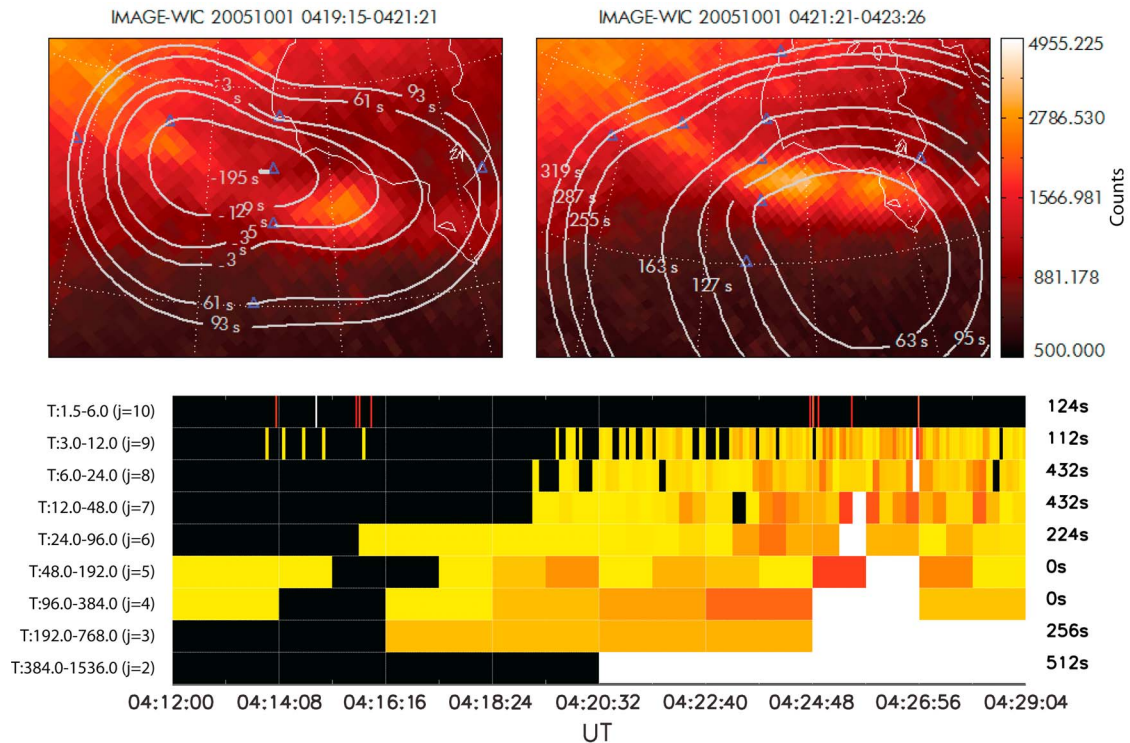 IMAGE-WIC 20051001 0419:15-0421:21
IMAGE-WIC 20051001 0421:21-0423:26
-3 s
61 s
93 s
-195 s
-129 s
-35 s
-3 s
-3
61 s
93 s
319 s
287 s
255 s
163 s
127 s
63 s
95 s
4955.225
2786.530
1566.981
881.178
500.000
Counts
T:1.5-6.0 (j=10)
124s
T:3.0-12.0 (j=9)
112s
T:6.0-24.0 (j=8)
432s
T:12.0-48.0 (j=7)
432s
T:24.0-96.0 (j=6)
224s
T:48.0-192.0 (j=5)
0s
T:96.0-384.0 (j=4)
0s
T:192.0-768.0 (j=3)
256s
T:384.0-1536.0 (j=2)
512s
04:12:00 04:14:08 04:16:16 04:18:24 04:20:32 04:22:40 04:24:48 04:26:56 04:29:04
UT